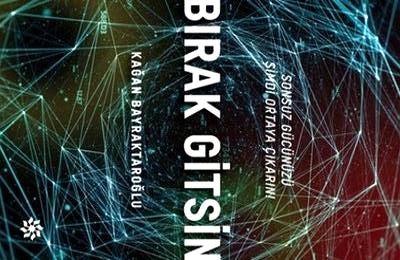 SONSUZ GÜCÜNÜZÜ
ŞİMDİ ORTAYA ÇIKARIN!
BIRAK GİTSİN
KAĞAN BAYRAKTAROĞLU